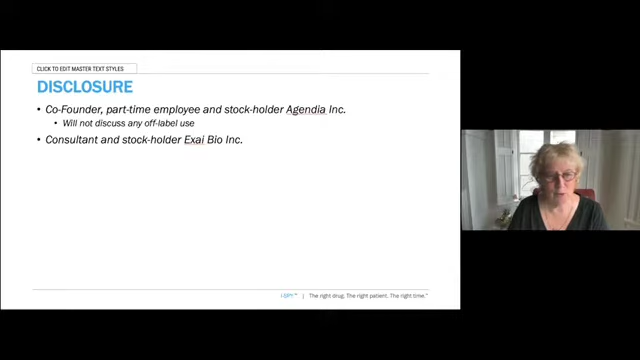 CLICK TO EDIT MASTER TEXT STYLES
DISCLOSURE
• Co-Founder, part-time employee and stock-holder Agendia Inc.
• Will not discuss any off-label use
• Consultant and stock-holder Exai Bio Inc.
I-SPY™ | The right drug. The right patient. The right time.™